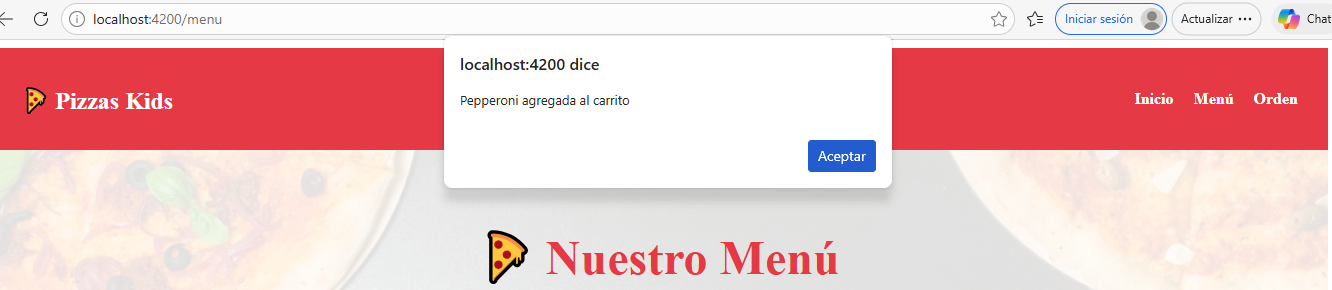 localhost:4200/menu
Iniciar sesión
Actualizar
Chat
localhost:4200 dice
Pepperoni agregada al carrito
Aceptar
Pizzas Kids
Inicio Menú Orden
Nuestro Menú